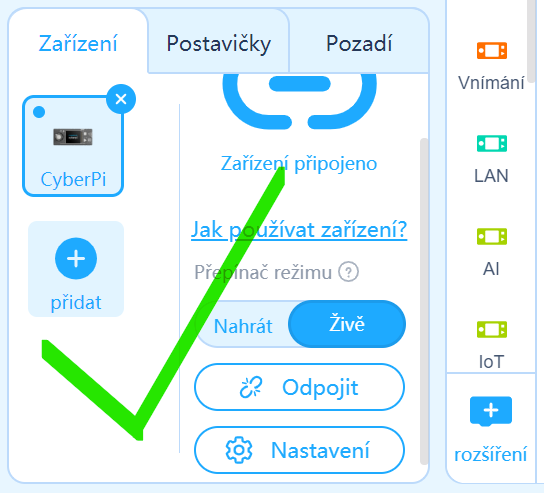 Zařízení
Postavičky
Pozadí
CyberPi
přidat
Zařízení připojeno
Jak používat zařízení?
Přepínač režimu ?
Nahrát
Živě
Odpojit
Nastavení
Vnímání
LAN
AI
IoT
rozšíření